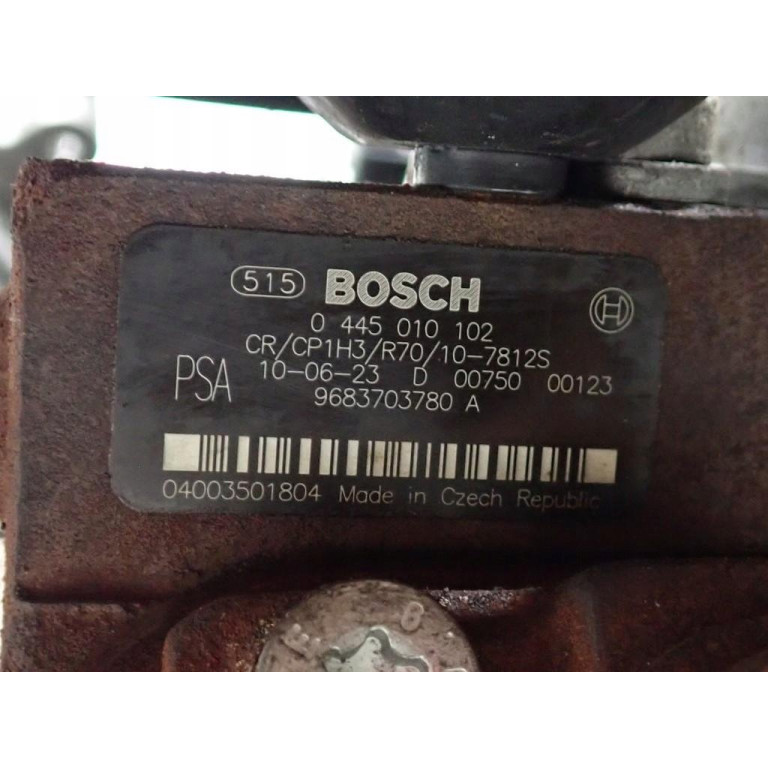 515 BOSCH
0 445 010 102
CR/CP1H3/R70/10-7812S
PSA 10-06-23 D 00750 00123
9683703780 A
04003501804 Made in Czech Republic
E 8